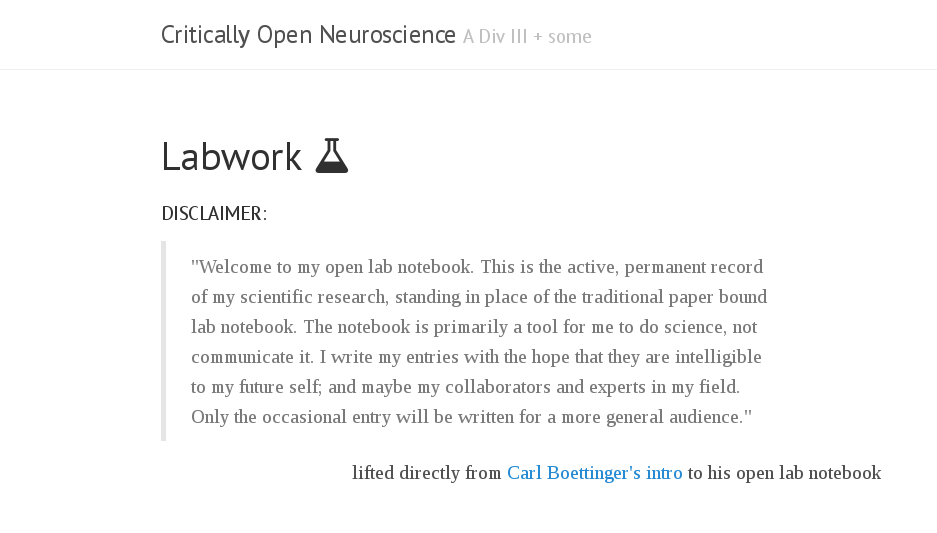 Critically Open Neuroscience A Div III + some
Labwork
DISCLAIMER:
"Welcome to my open lab notebook. This is the active, permanent record
of my scientific research, standing in place of the traditional paper bound
lab notebook. The notebook is primarily a tool for me to do science, not
communicate it. I write my entries with the hope that they are intelligible
to my future self; and maybe my collaborators and experts in my field.
Only the occasional entry will be written for a more general audience."
lifted directly from Carl Boettinger's intro to his open lab notebook